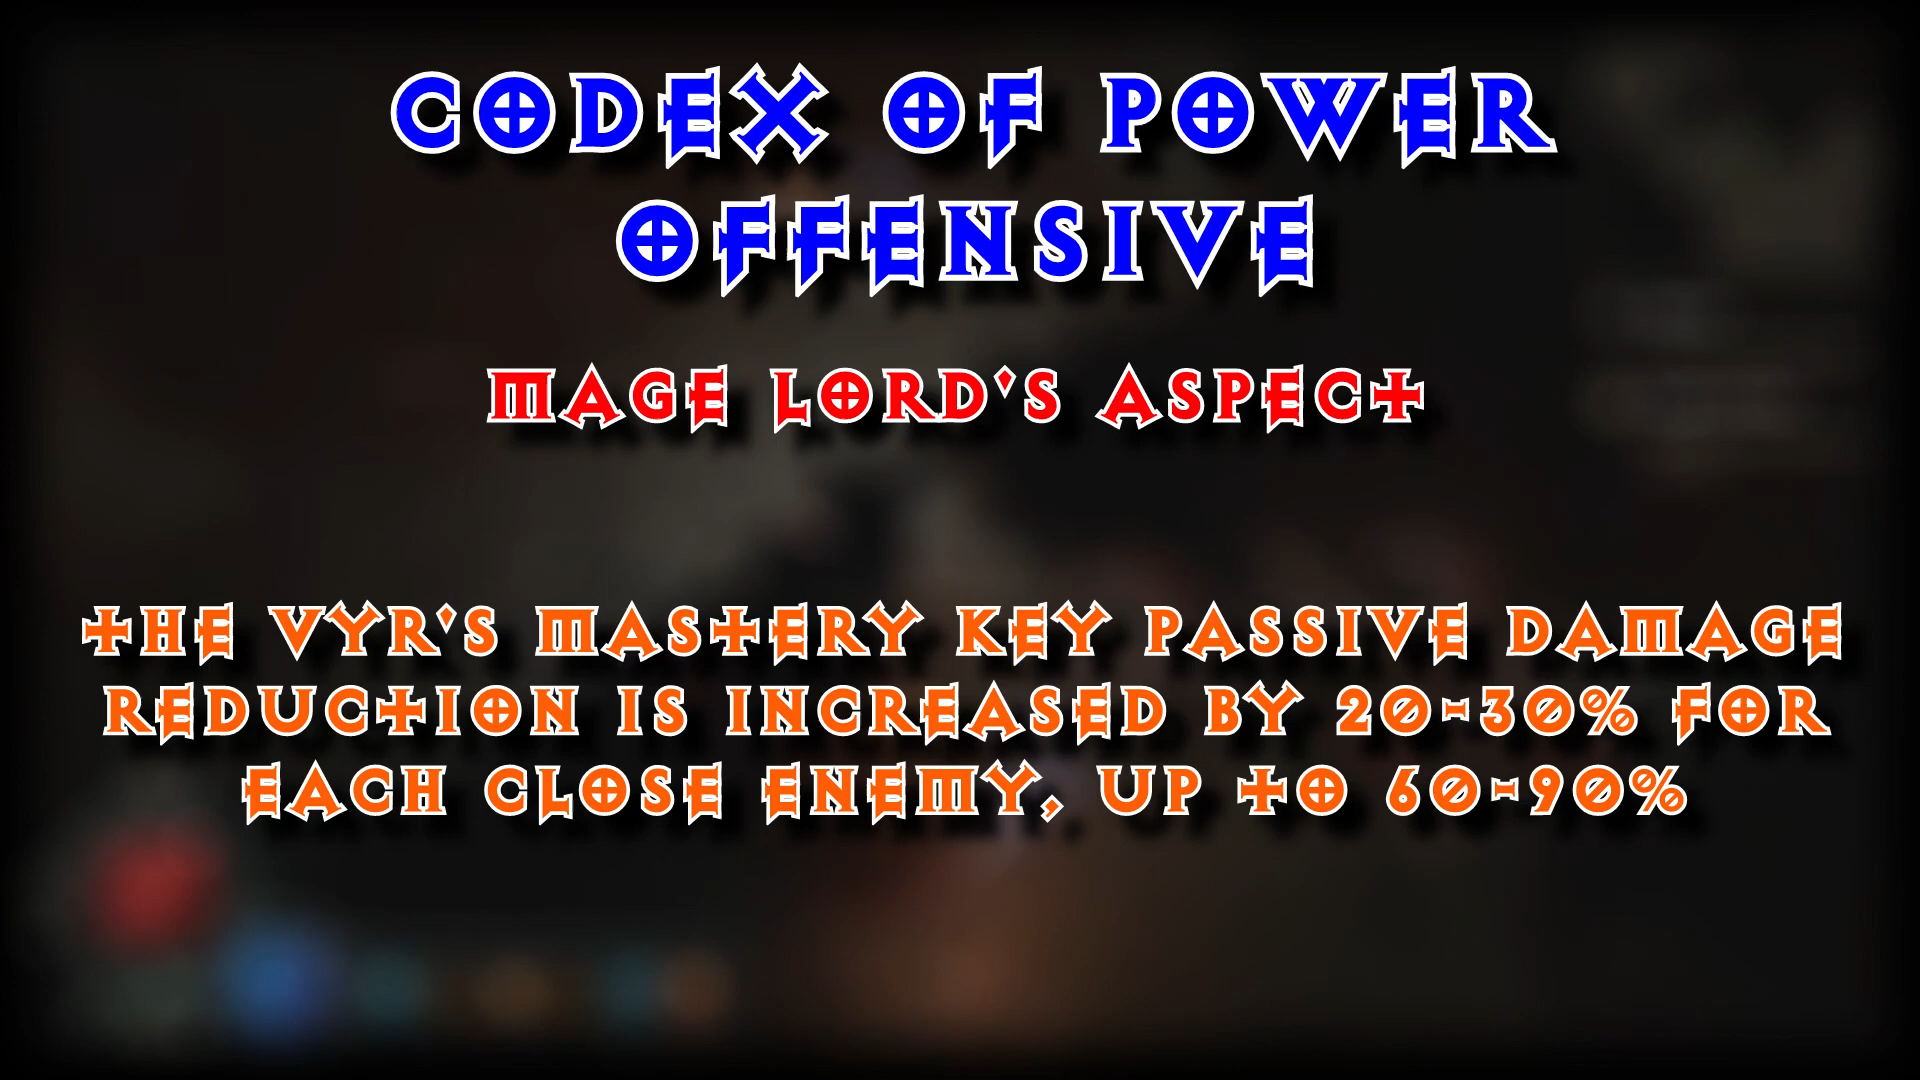 CODEX OF POWER
OFFENSIVE
MAGE LORD'S ASPECT
THE VYR'S MASTERY KEY PASSIVE DAMAGE
REDUCTION IS INCREASED BY 20-30% FOR
EACH CLOSE ENEMY, UP TO 60-90%